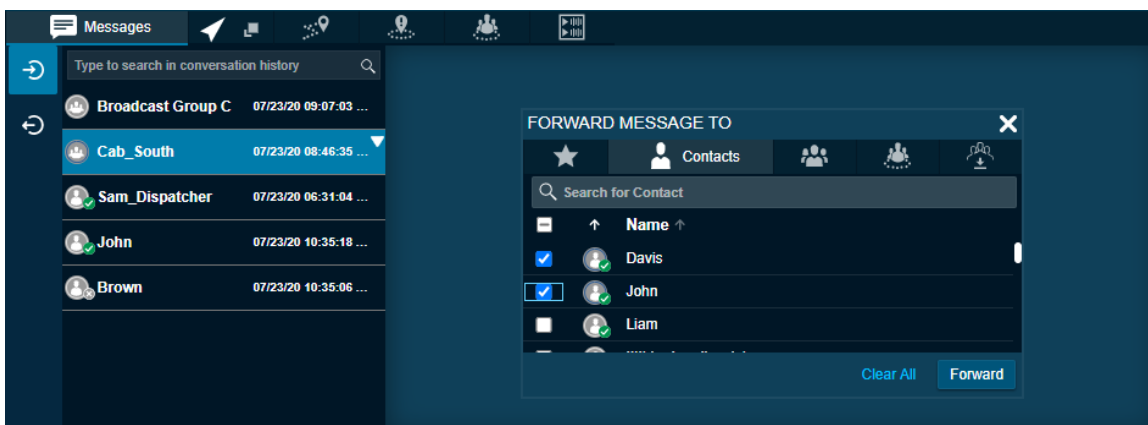 Messages
Type to search in conversation history
Broadcast Group C 07/23/20 09:07:03 ...
Cab_South 07/23/20 08:46:35 ...
Sam_Dispatcher 07/23/20 06:31:04 ...
John 07/23/20 10:35:18 ...
Brown 07/23/20 10:35:06 ...
FORWARD MESSAGE TO
Contacts
Search for Contact
Name
Davis
John
Liam
Clear All Forward